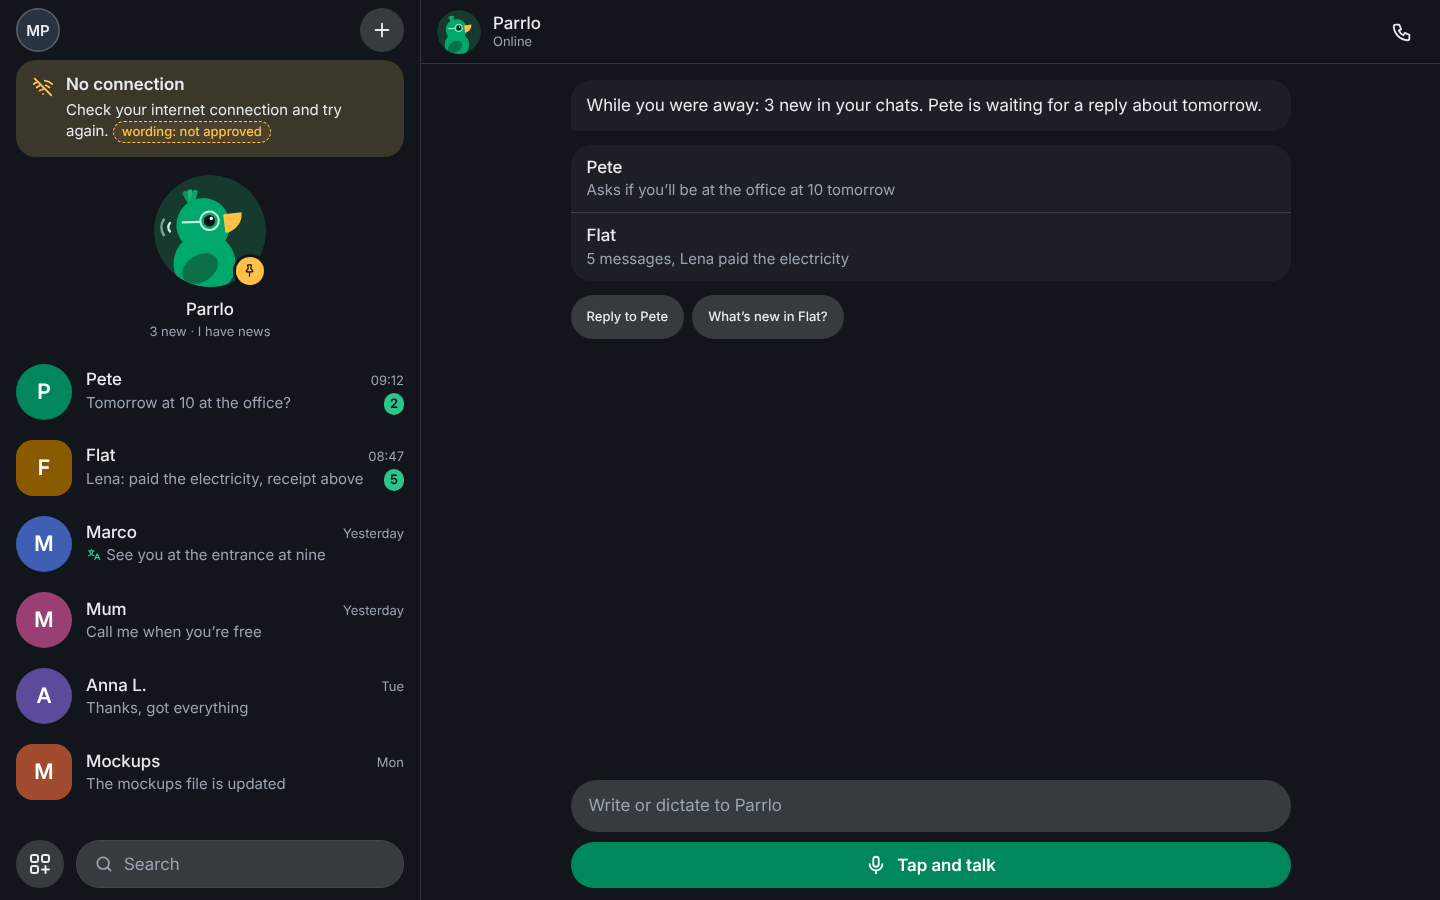 MP
No connection
Check your internet connection and try
again. wording: not approved
Parrlo
3 new · I have news
P
Pete
09:12
Tomorrow at 10 at the office?
2
F
Flat
08:47
Lena: paid the electricity, receipt above
5
M
Marco
Yesterday
See you at the entrance at nine
M
Mum
Yesterday
Call me when you’re free
A
Anna L.
Tue
Thanks, got everything
M
Mockups
Mon
The mockups file is updated
Search
Parrlo
Online
While you were away: 3 new in your chats. Pete is waiting for a reply about tomorrow.
Pete
Asks if you’ll be at the office at 10 tomorrow
Flat
5 messages, Lena paid the electricity
Reply to Pete
What’s new in Flat?
Write or dictate to Parrlo
Tap and talk